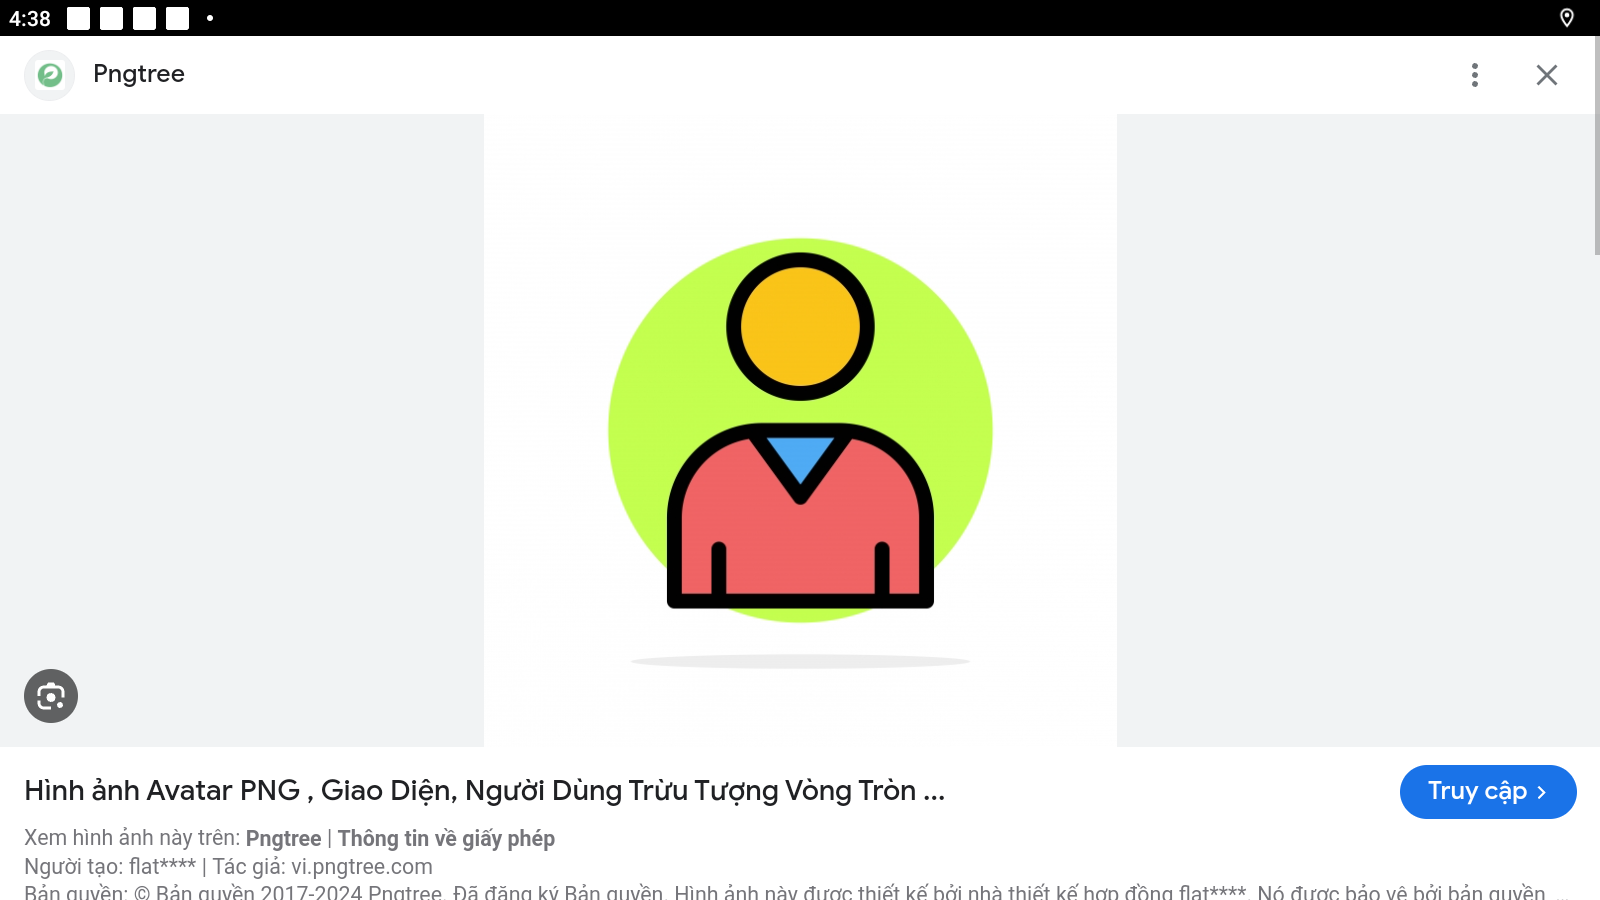 4:38
Pngtree
Hình ảnh Avatar PNG , Giao Diện, Người Dùng Trừu Tượng Vòng Tròn ...
Truy cập
Xem hình ảnh này trên: Pngtree | Thông tin về giấy phép
Người tạo: flat**** | Tác giả: vi.pngtree.com
Bản quyền: © Bản quyền 2017-2024 Pngtree. Đã đăng ký Bản quyền. Hình ảnh này được thiết kế bởi nhà thiết kế hợp đồng flat****. Nó được bảo vệ bởi bản quyền ...